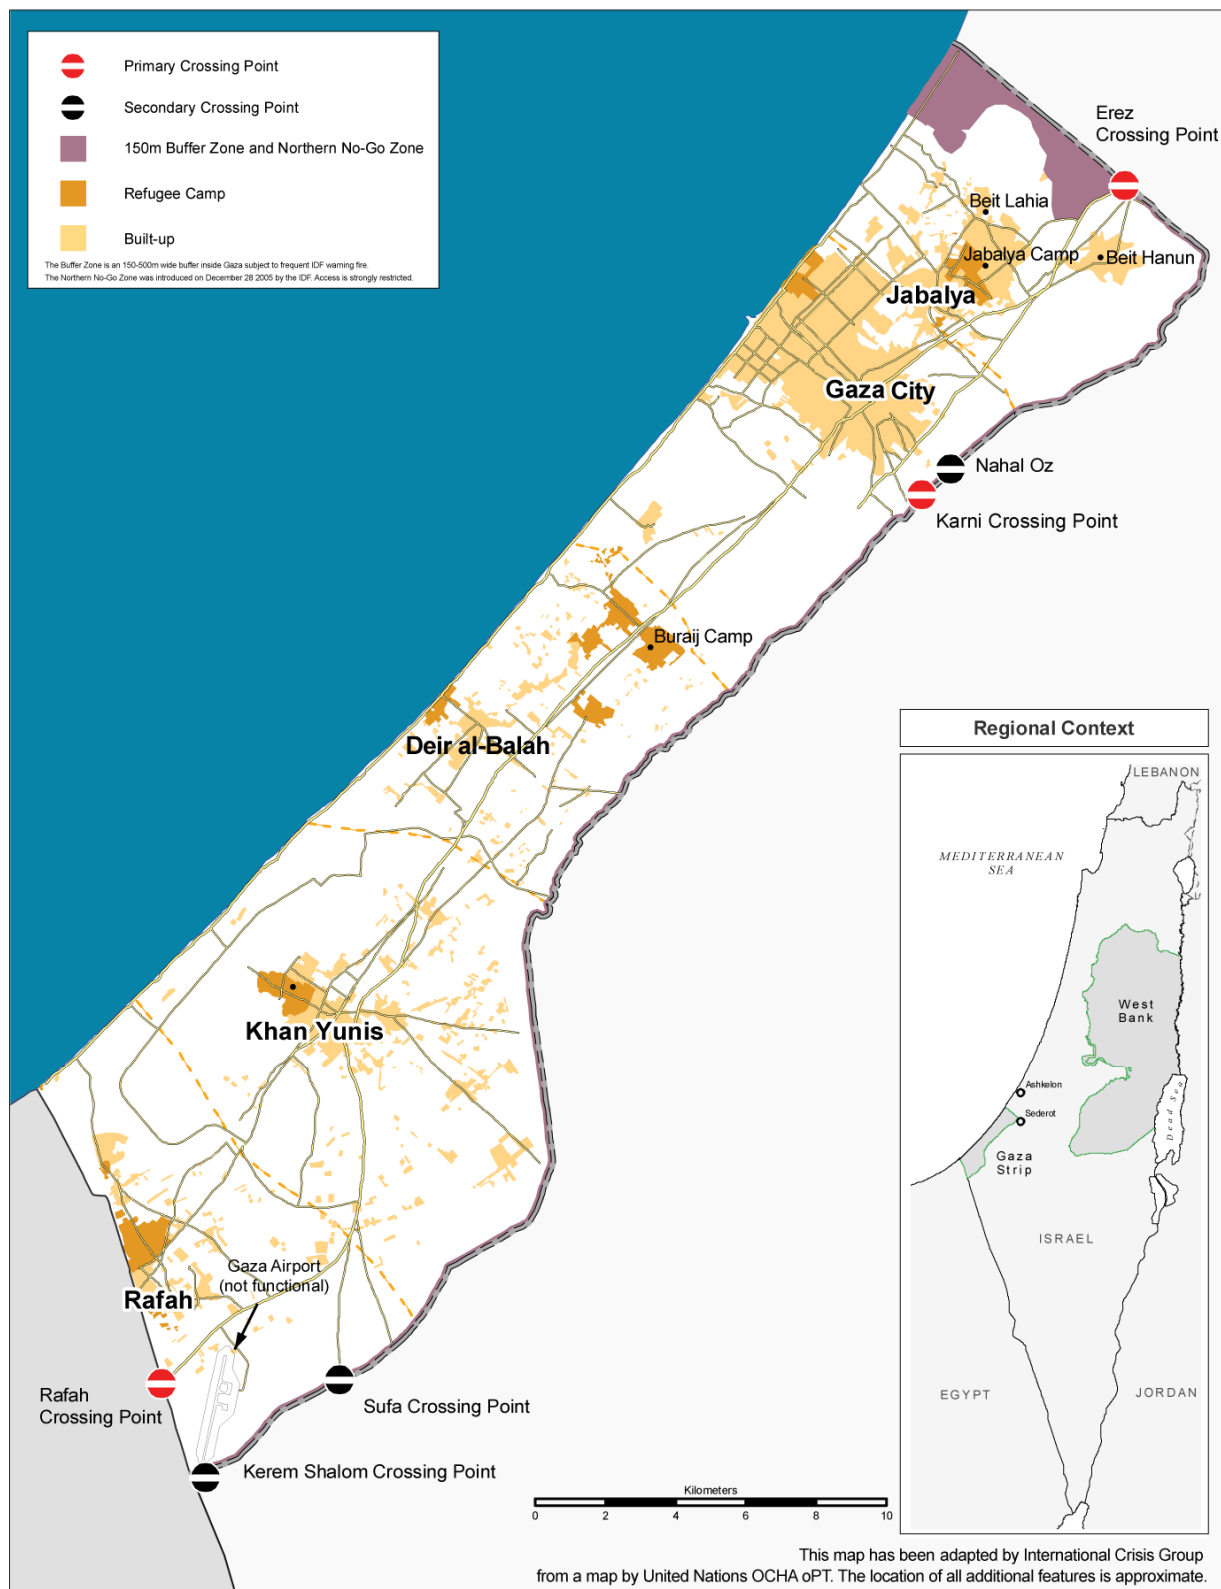 Primary Crossing Point
Secondary Crossing Point
150m Buffer Zone and Northern No-Go Zone
Refugee Camp
Built-up
The Buffer Zone is an 150-500m wide buffer inside Gaza subject to frequent IDF warning fire.
The Northern No-Go Zone was introduced on December 28 2005 by the IDF. Access is strongly restricted.
Erez
Crossing Point
Beit Lahia
Jabalya Camp
Beit Hanun
Jabalya
Gaza City
Nahal Oz
Karni Crossing Point
Buraij Camp
Deir al-Balah
Khan Yunis
Gaza Airport
(not functional)
Rafah
Rafah
Crossing Point
Sufa Crossing Point
Kerem Shalom Crossing Point
Regional Context
LEBANON
MEDITERRANEAN
SEA
West
Bank
Ashkelon
Sederot
Dead Sea
Gaza
Strip
ISRAEL
EGYPT
JORDAN
Kilometers
0 2 4 6 8 10
This map has been adapted by International Crisis Group
from a map by United Nations OCHA oPT. The location of all additional features is approximate.